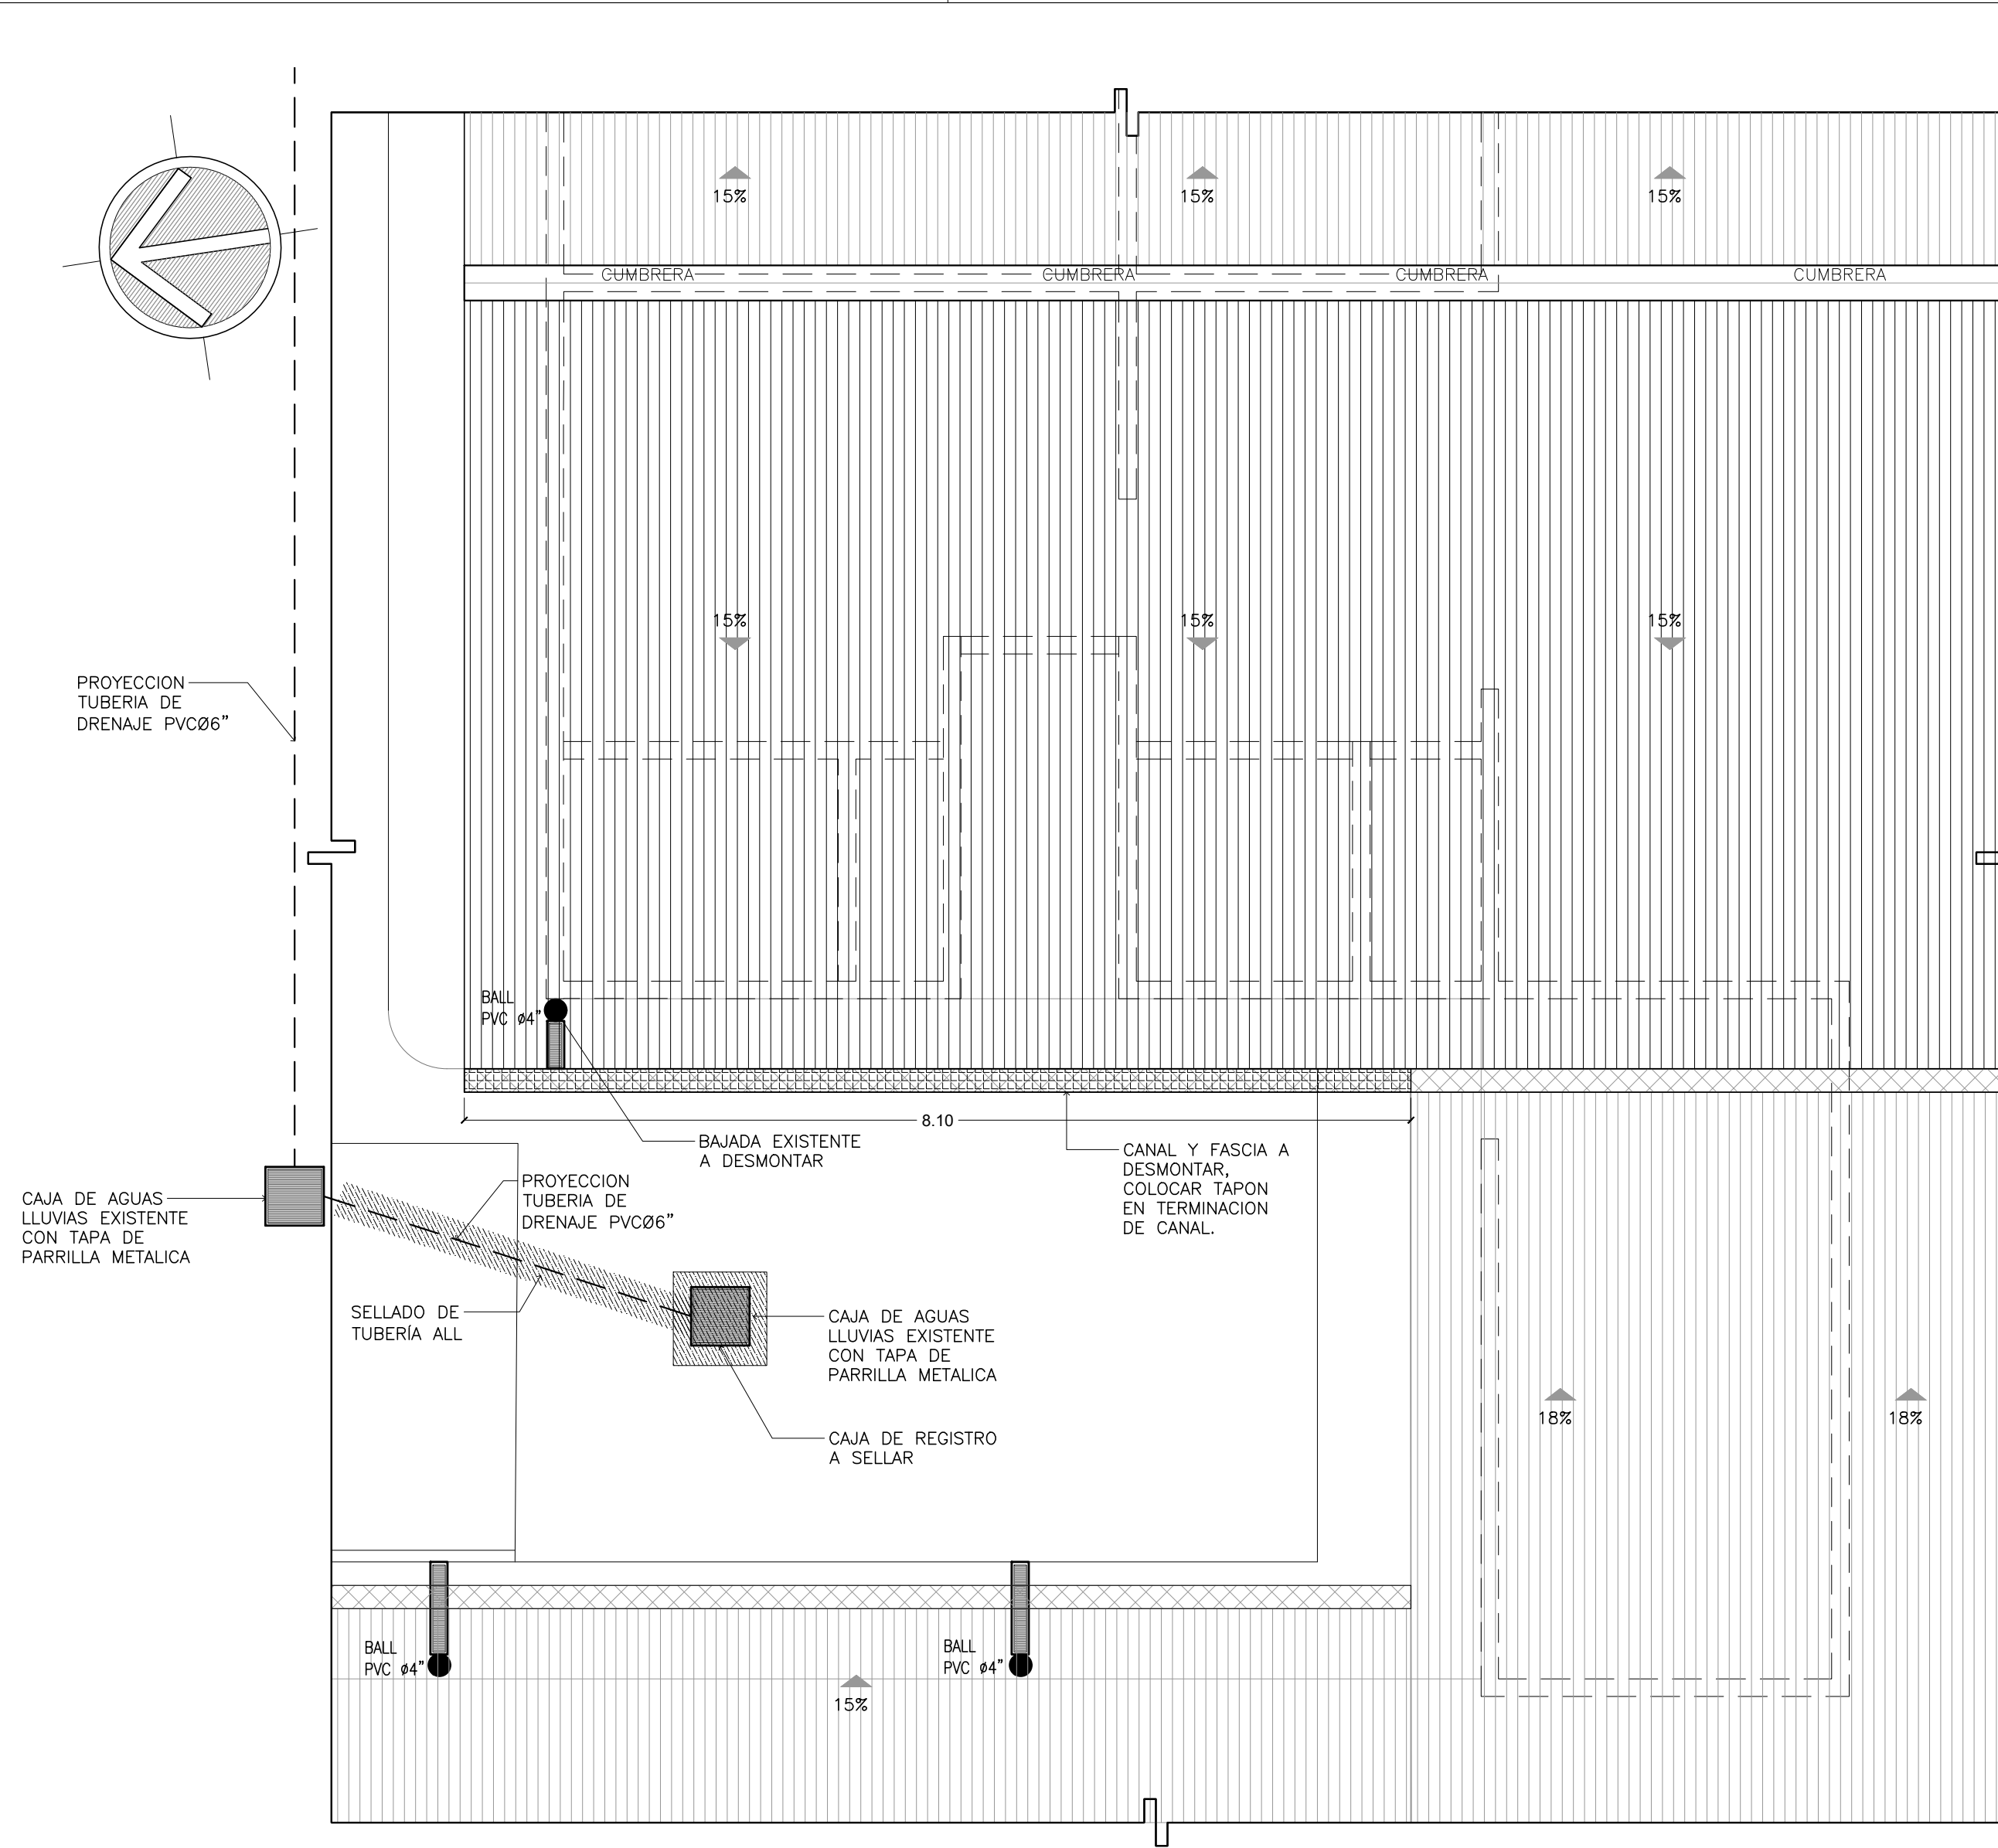 15%
15%
15%
CUMBRERA
CUMBRERA
CUMBRERA
CUMBRERA
15%
15%
15%
PROYECCION
TUBERIA DE
DRENAJE PVCØ6”
BALL
PVC ø4”
8.10
BAJADA EXISTENTE
A DESMONTAR
CANAL Y FASCIA A
DESMONTAR,
COLOCAR TAPON
EN TERMINACION
DE CANAL.
PROYECCION
TUBERIA DE
DRENAJE PVCØ6”
CAJA DE AGUAS
LLUVIAS EXISTENTE
CON TAPA DE
PARRILLA METALICA
SELLADO DE
TUBERÍA ALL
CAJA DE AGUAS
LLUVIAS EXISTENTE
CON TAPA DE
PARRILLA METALICA
CAJA DE REGISTRO
A SELLAR
18%
18%
BALL
PVC ø4”
BALL
PVC ø4”
15%